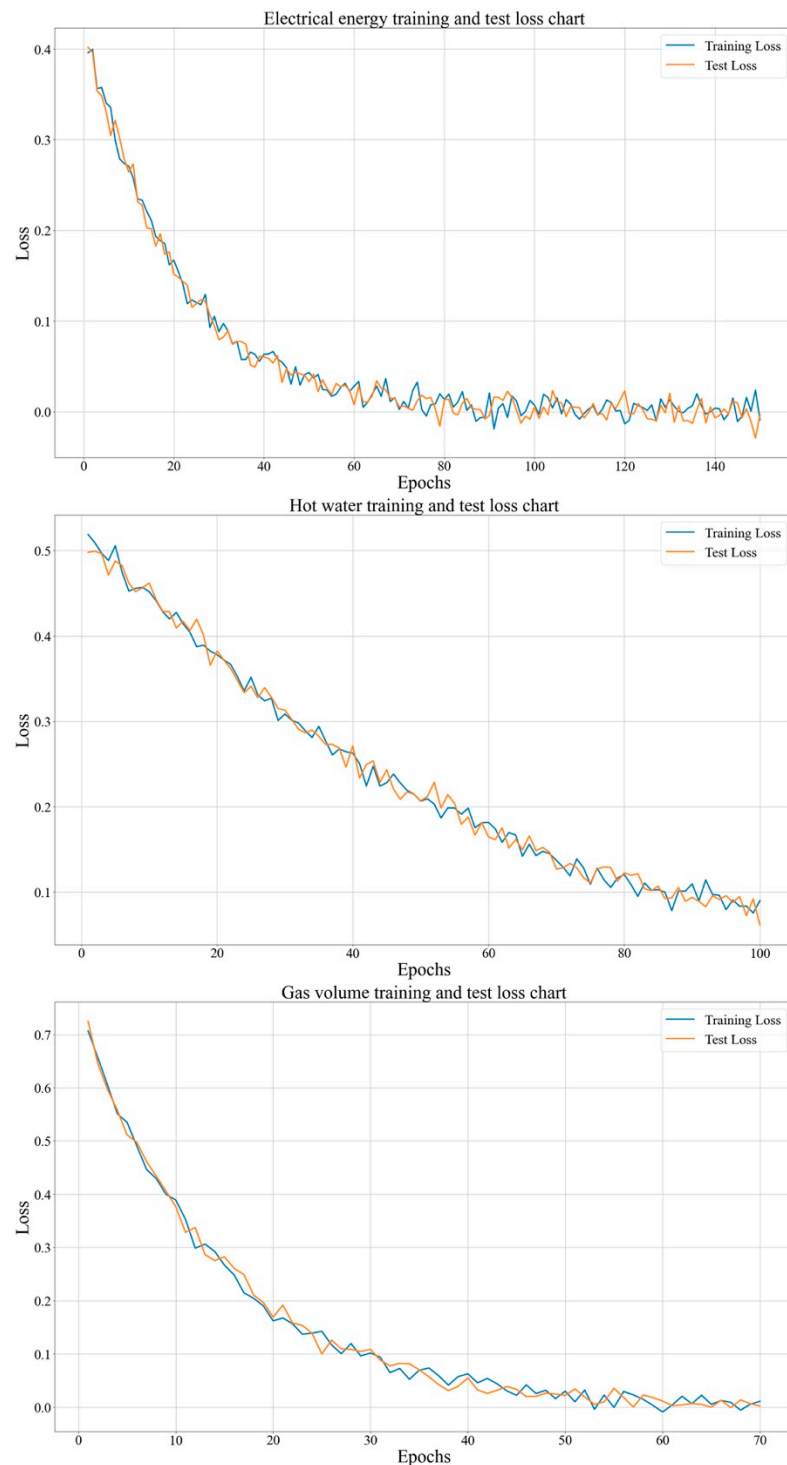 Electrical energy training and test loss chart
0.4
0.3
0.2
0.1
0.0
Loss
Training Loss
Test Loss
0 20 40 60 80 100 120 140
Epochs
Hot water training and test loss chart
0.5
0.4
0.3
0.2
0.1
Loss
Training Loss
Test Loss
0 20 40 60 80 100
Epochs
Gas volume training and test loss chart
0.7
0.6
0.5
0.4
0.3
0.2
0.1
0.0
Loss
Training Loss
Test Loss
0 10 20 30 40 50 60 70
Epochs